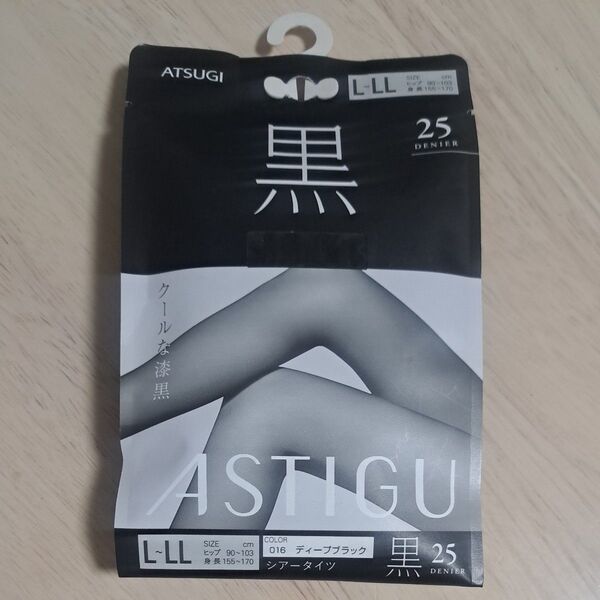 ATSUGI
L~LL
SIZE cm
ヒップ 90~103
身長 155~170
25
DENIER
黒
クールな漆黒
ASTIGU
L~LL
SIZE cm
ヒップ 90~103
身長 155~170
COLOR
016 ディープブラック
シアータイツ
黒 25
DENIER